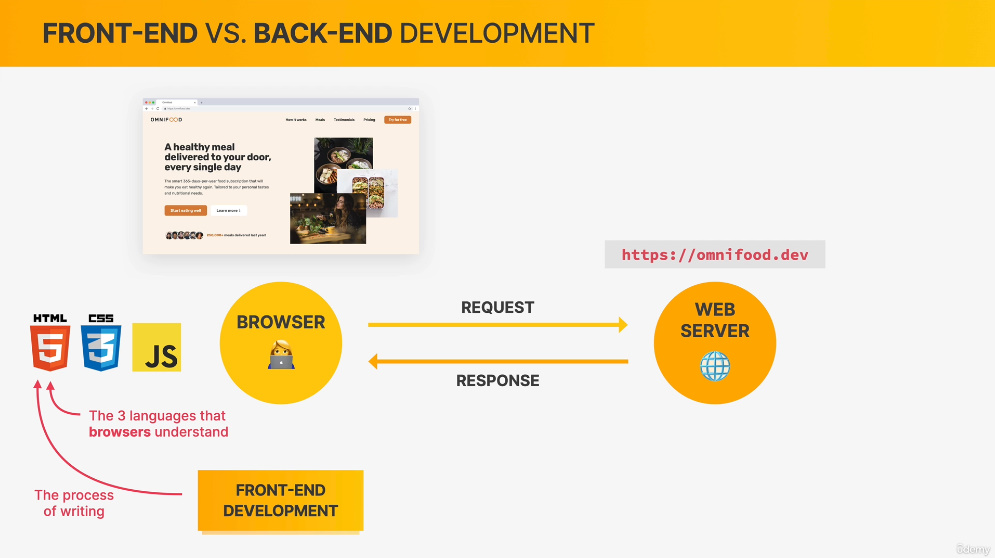 FRONT-END VS. BACK-END DEVELOPMENT
OMNIFOOD
How it works
Meals
Testimonials
Pricing
Try for free
A healthy meal
delivered to your door,
every single day
The smart 365-days-per-year food subscription that will
make you eat healthy again. Tailored to your personal tastes
and nutritional needs.
Start eating well
Learn more ↓
meals delivered last year!
https://omnifood.dev
HTML
CSS
5
3
JS
BROWSER
REQUEST
RESPONSE
WEB
SERVER
The 3 languages that
browsers understand
The process
of writing
FRONT-END
DEVELOPMENT